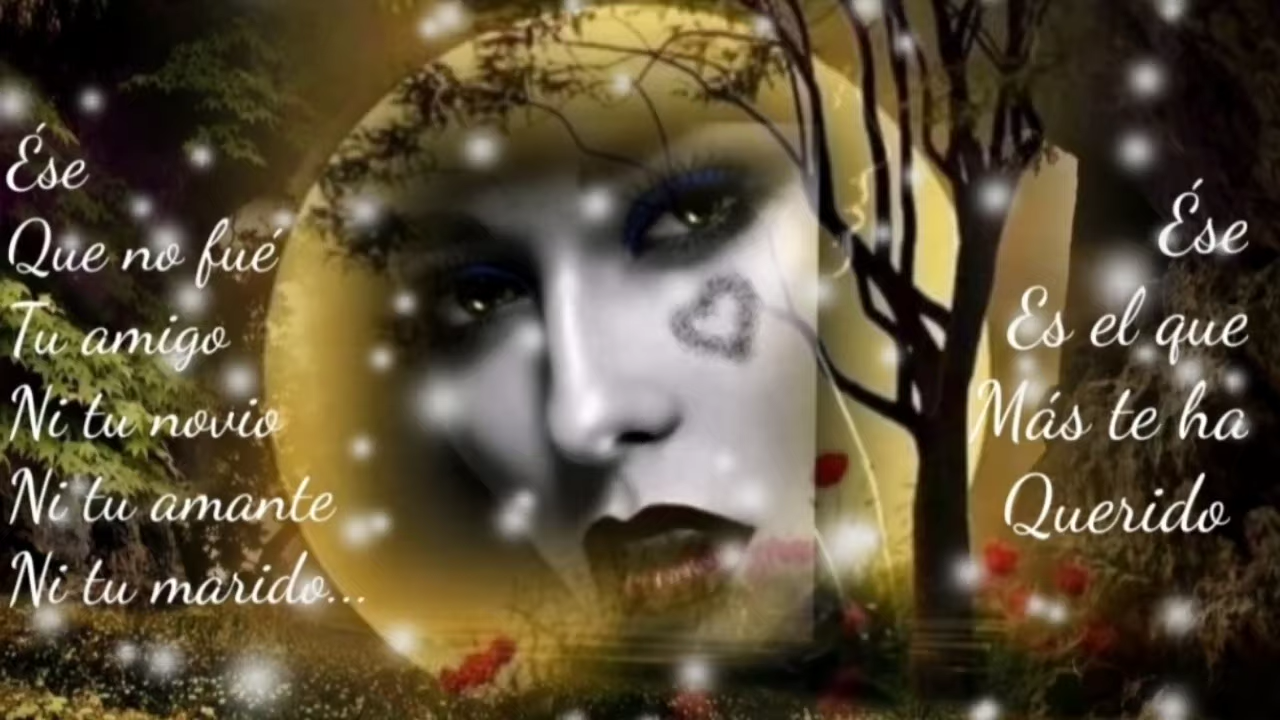 Ése
Que no fué
Tu amigo
Ni tu novio
Ni tu amante
Ni tu marido...
Ése
Es el que
Más te ha
Querido